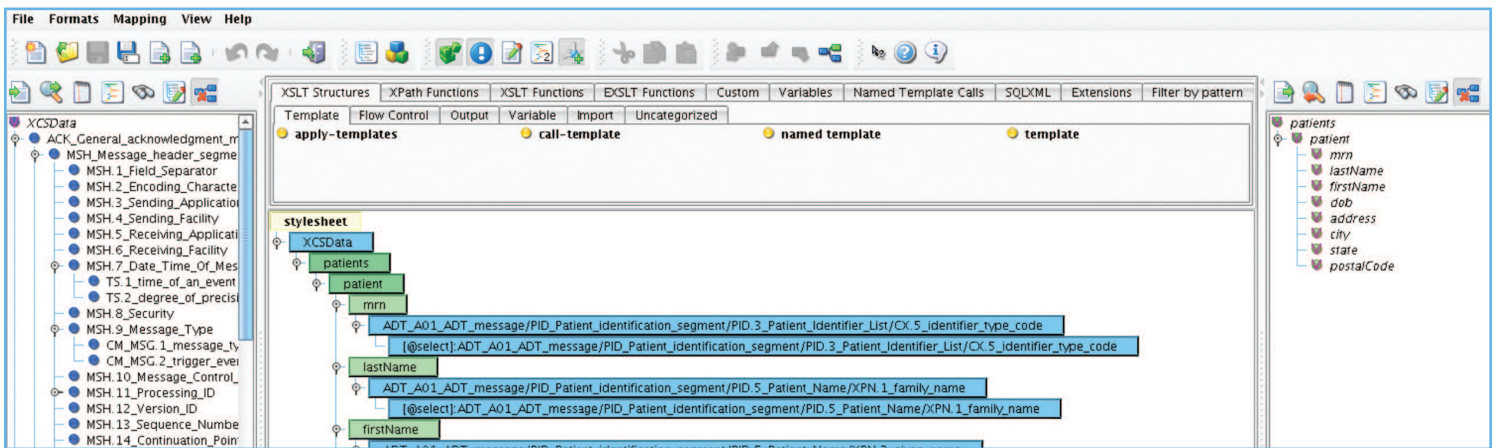 File Formats Mapping View Help
XSLT Structures XPath Functions XSLT Functions EXSLT Functions Custom Variables Named Template Calls SQLXML Extensions Filter by pattern
Template Flow Control Output Variable Import Uncategorized
apply-templates call-template named template template
XCSData
ACK_General_acknowledgment_m
MSH_Message_header_segme
MSH.1_Field_Separator
MSH.2_Encoding_Characte
MSH.3_Sending_Application
MSH.4_Sending_Facility
MSH.5_Receiving_Applicati
MSH.6_Receiving_Facility
MSH.7_Date_Time_Of_Mes
TS.1_time_of_an_event
TS.2_degree_of_precisi
MSH.8_Security
MSH.9_Message_Type
CM_MSG.1_message_ty
CM_MSG.2_trigger_even
MSH.10_Message_Control_
MSH.11_Processing_ID
MSH.12_Version_ID
MSH.13_Sequence_Numbe
MSH.14_Continuation_Poin
stylesheet
XCSData
patients
patient
mrn
ADT_A01_ADT_message/PID_Patient_identification_segment/PID.3_Patient_Identifier_List/CX.5_identifier_type_code
[@select]:ADT_A01_ADT_message/PID_Patient_identification_segment/PID.3_Patient_Identifier_List/CX.5_identifier_type_code
lastName
ADT_A01_ADT_message/PID_Patient_identification_segment/PID.5_Patient_Name/XPN.1_family_name
[@select]:ADT_A01_ADT_message/PID_Patient_identification_segment/PID.5_Patient_Name/XPN.1_family_name
firstName
patients
patient
mrn
lastName
firstName
dob
address
city
state
postalCode